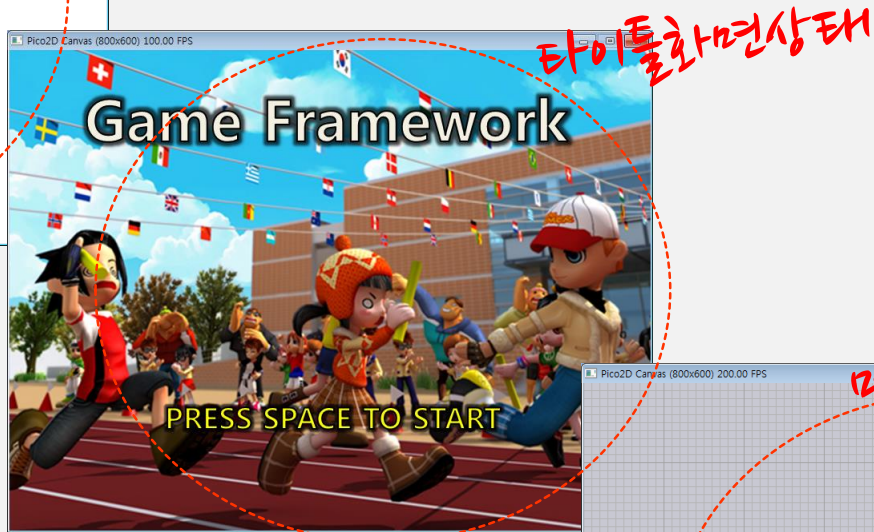 Pico2D Canvas (800x600) 100.00 FPS
타이틀화면상태
Game Framework
PRESS SPACE TO START
Pico2D Canvas (800x600) 200.00 FPS